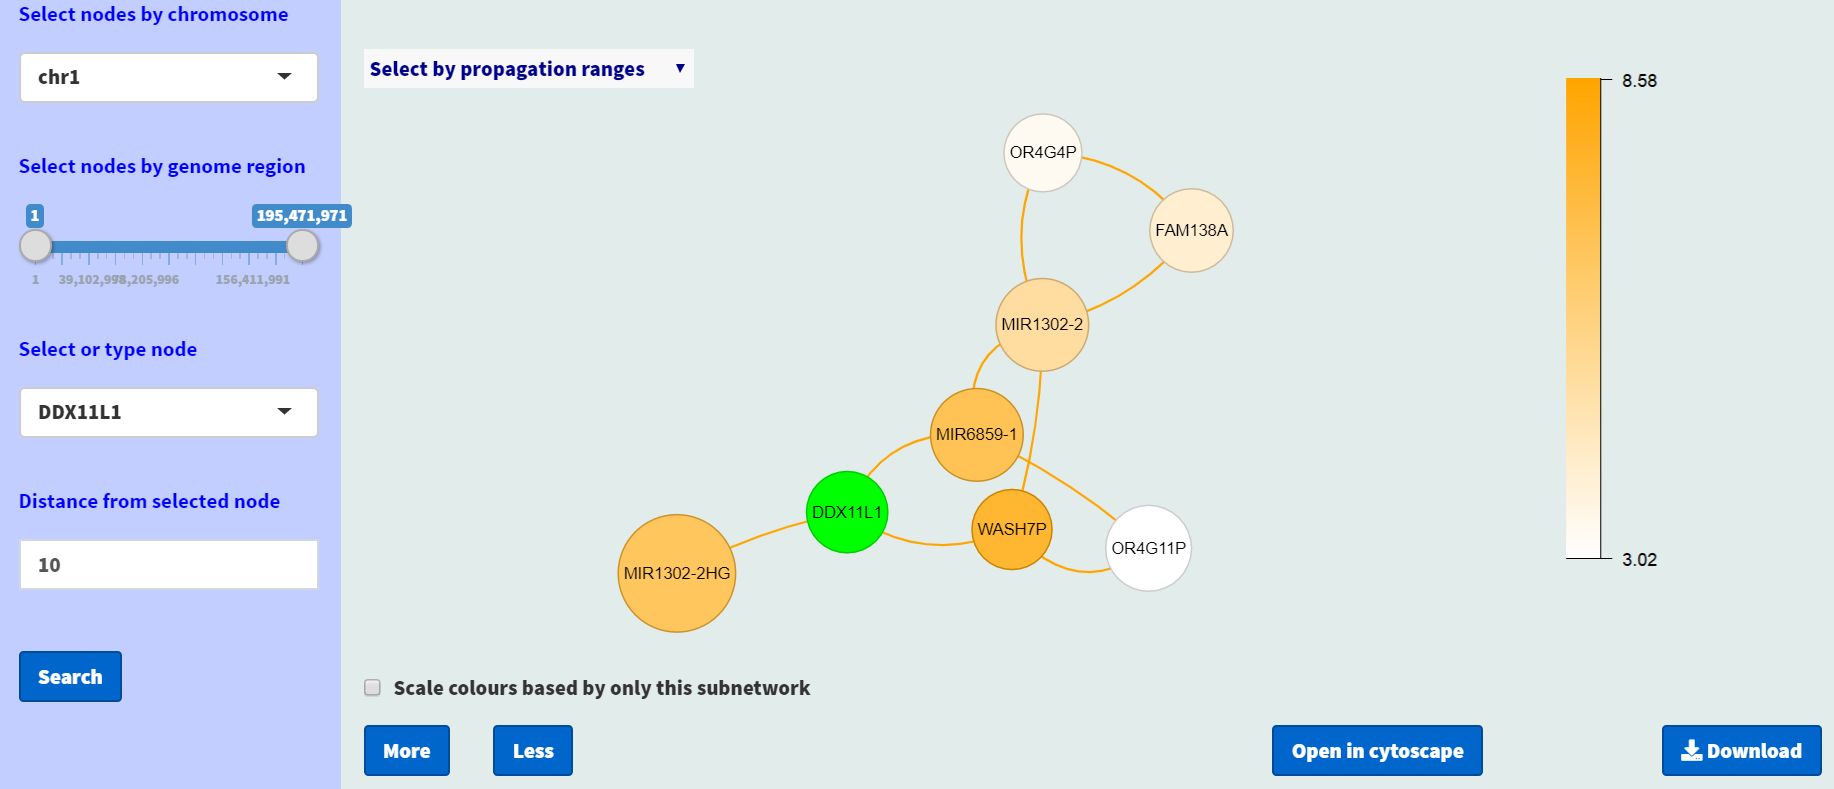 Select nodes by chromosome
chr1
Select nodes by genome region
1 195,471,971
1 39,102,995 78,205,996 156,411,991
Select or type node
DDX11L1
Distance from selected node
10
Search
Select by propagation ranges
8.58
OR4G4P
FAM138A
MIR1302-2
MIR6859-1
DDX11L1
WASH7P
OR4G11P
MIR1302-2HG
3.02
Scale colours based by only this subnetwork
More
Less
Open in cytoscape
Download